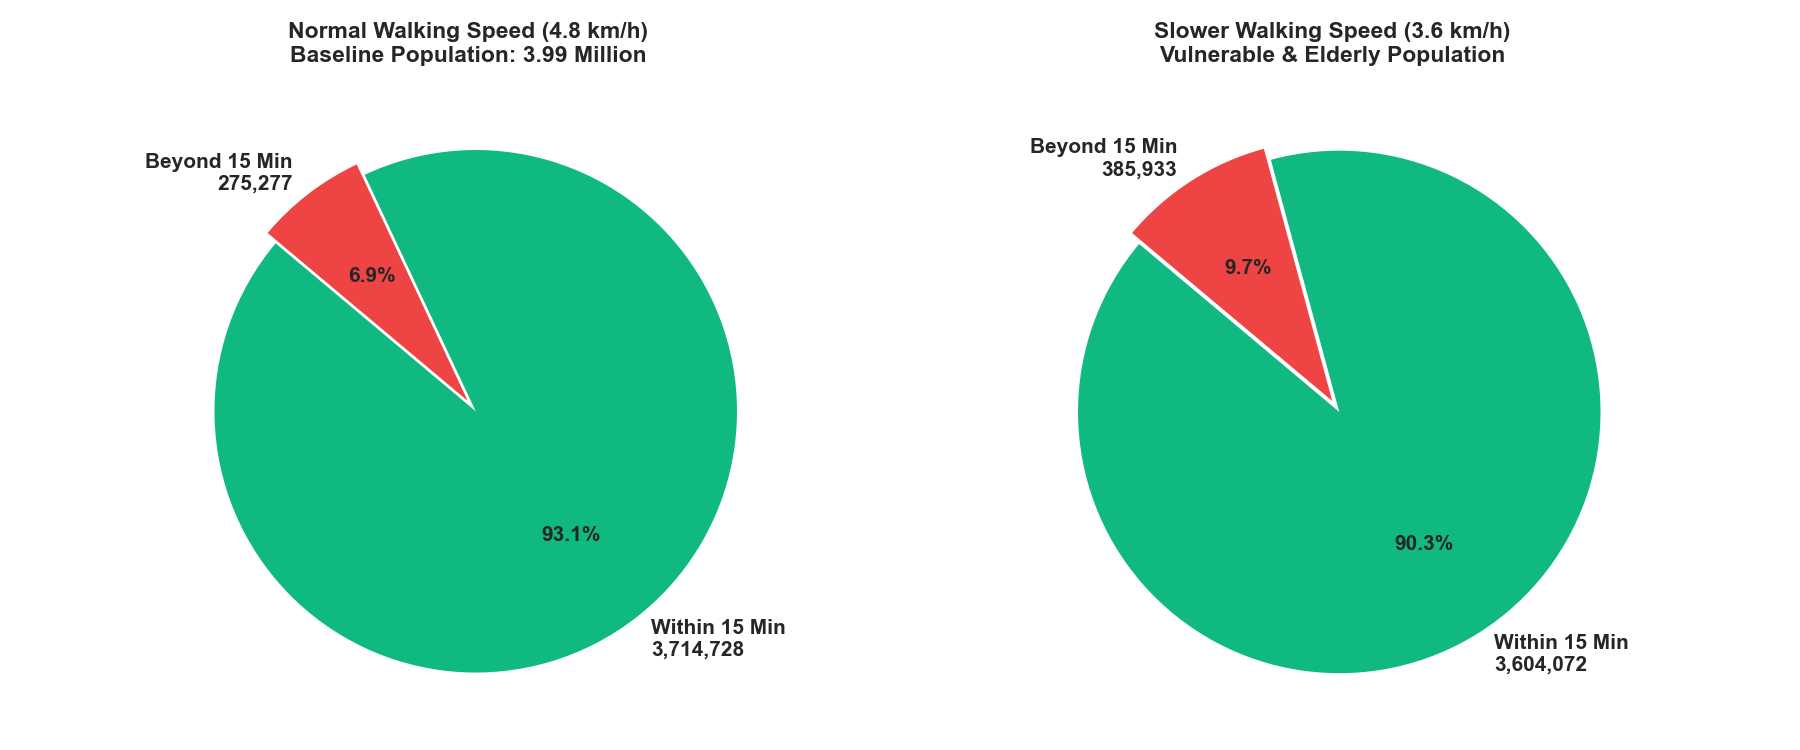 Normal Walking Speed (4.8 km/h)
Baseline Population: 3.99 Million
Beyond 15 Min
275,277
6.9%
93.1%
Within 15 Min
3,714,728
Slower Walking Speed (3.6 km/h)
Vulnerable & Elderly Population
Beyond 15 Min
385,933
9.7%
90.3%
Within 15 Min
3,604,072